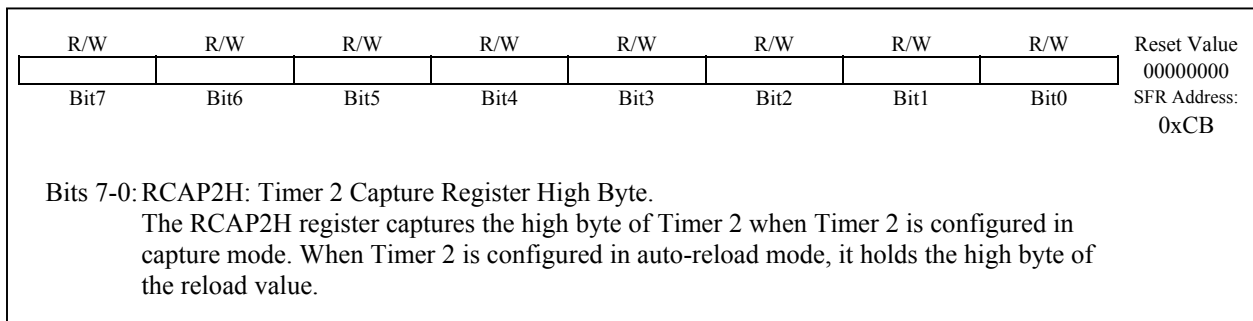 R/W R/W R/W R/W R/W R/W R/W R/W Reset Value
00000000
Bit7 Bit6 Bit5 Bit4 Bit3 Bit2 Bit1 Bit0 SFR Address:
0xCB
Bits 7-0: RCAP2H: Timer 2 Capture Register High Byte.
The RCAP2H register captures the high byte of Timer 2 when Timer 2 is configured in
capture mode. When Timer 2 is configured in auto-reload mode, it holds the high byte of
the reload value.